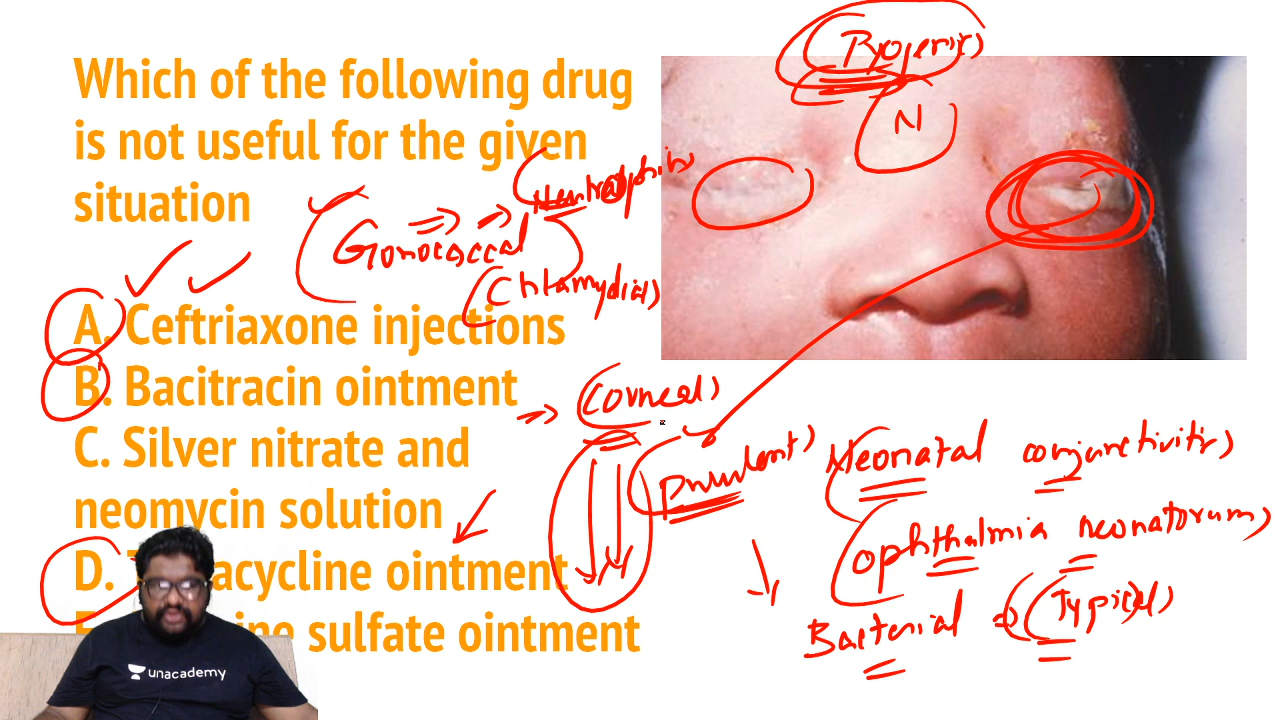 Which of the following drug
is not useful for the given
situation
A. Ceftriaxone injections
B. Bacitracin ointment
C. Silver nitrate and
neomycin solution
D. acycline ointment
sulfate ointment
Pyogenic
N
Gonococcal
Chlamydial
Corneal
Purulent
Neonatal conjunctivitis
Ophthalmia neonatorum
Bacterial
Typical
unacademy